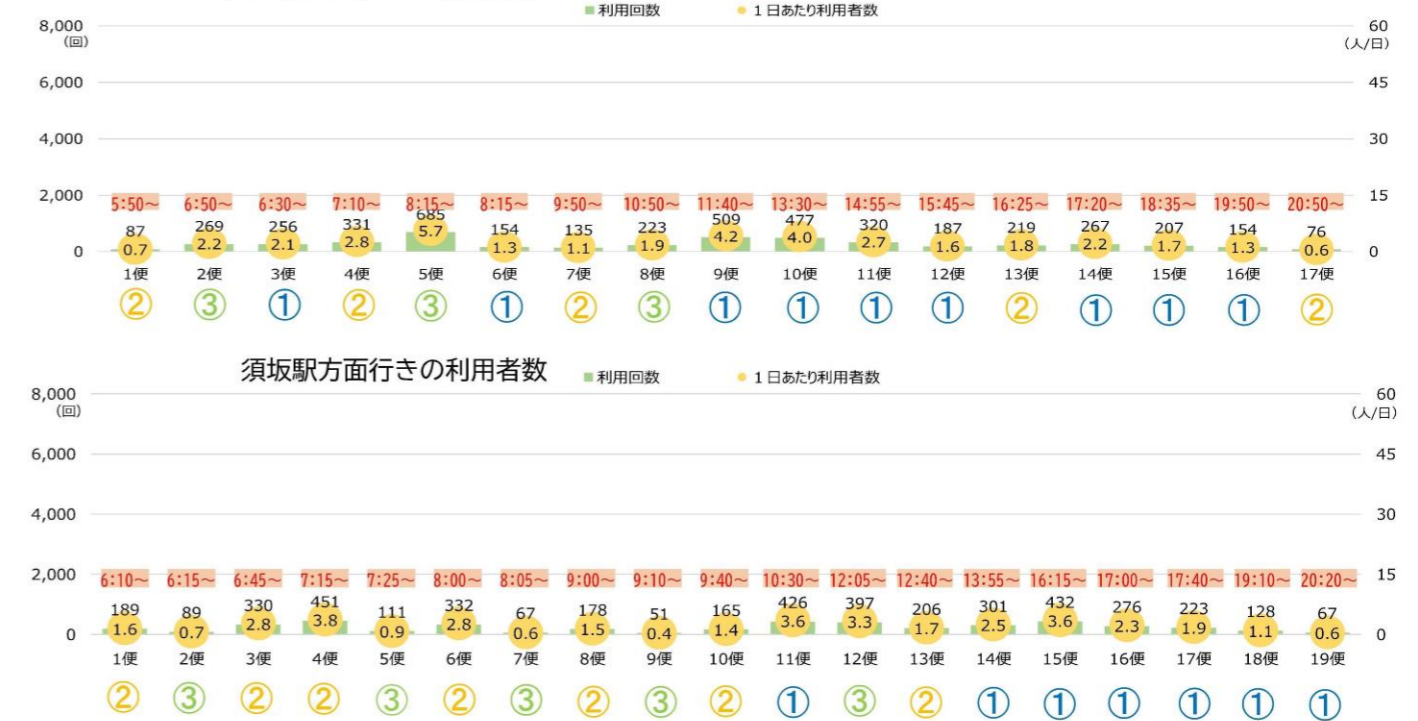 ■利用回数 ●1日あたり利用者数
8,000 60
(回) (人/日)
6,000 45
4,000 30
2,000 15
5:50～ 6:50～ 6:30～ 7:10～ 8:15～ 8:15～ 9:50～ 10:50～ 11:40～ 13:30～ 14:55～ 15:45～ 16:25～ 17:20～ 18:35～ 19:50～ 20:50～
87 269 256 331 685 154 135 223 509 477 320 187 219 267 207 154 76
0 0.7 2.2 2.1 2.8 5.7 1.3 1.1 1.9 4.2 4.0 2.7 1.6 1.8 2.2 1.7 1.3 0.6 0
1便 2便 3便 4便 5便 6便 7便 8便 9便 10便 11便 12便 13便 14便 15便 16便 17便
② ③ ① ② ③ ① ② ③ ① ① ① ① ② ① ① ① ②
須坂駅方面行きの利用者数 ■利用回数 ●1日あたり利用者数
8,000 60
(回) (人/日)
6,000 45
4,000 30
2,000 15
6:10～ 6:15～ 6:45～ 7:15～ 7:25～ 8:00～ 8:05～ 9:00～ 9:10～ 9:40～ 10:30～ 12:05～ 12:40～ 13:55～ 16:15～ 17:00～ 17:40～ 19:10～ 20:20～
189 89 330 451 111 332 67 178 51 165 426 397 206 301 432 276 223 128 67
0 1.6 0.7 2.8 3.8 0.9 2.8 0.6 1.5 0.4 1.4 3.6 3.3 1.7 2.5 3.6 2.3 1.9 1.1 0.6 0
1便 2便 3便 4便 5便 6便 7便 8便 9便 10便 11便 12便 13便 14便 15便 16便 17便 18便 19便
② ③ ② ② ③ ② ③ ② ③ ② ① ③ ② ① ① ① ① ① ①